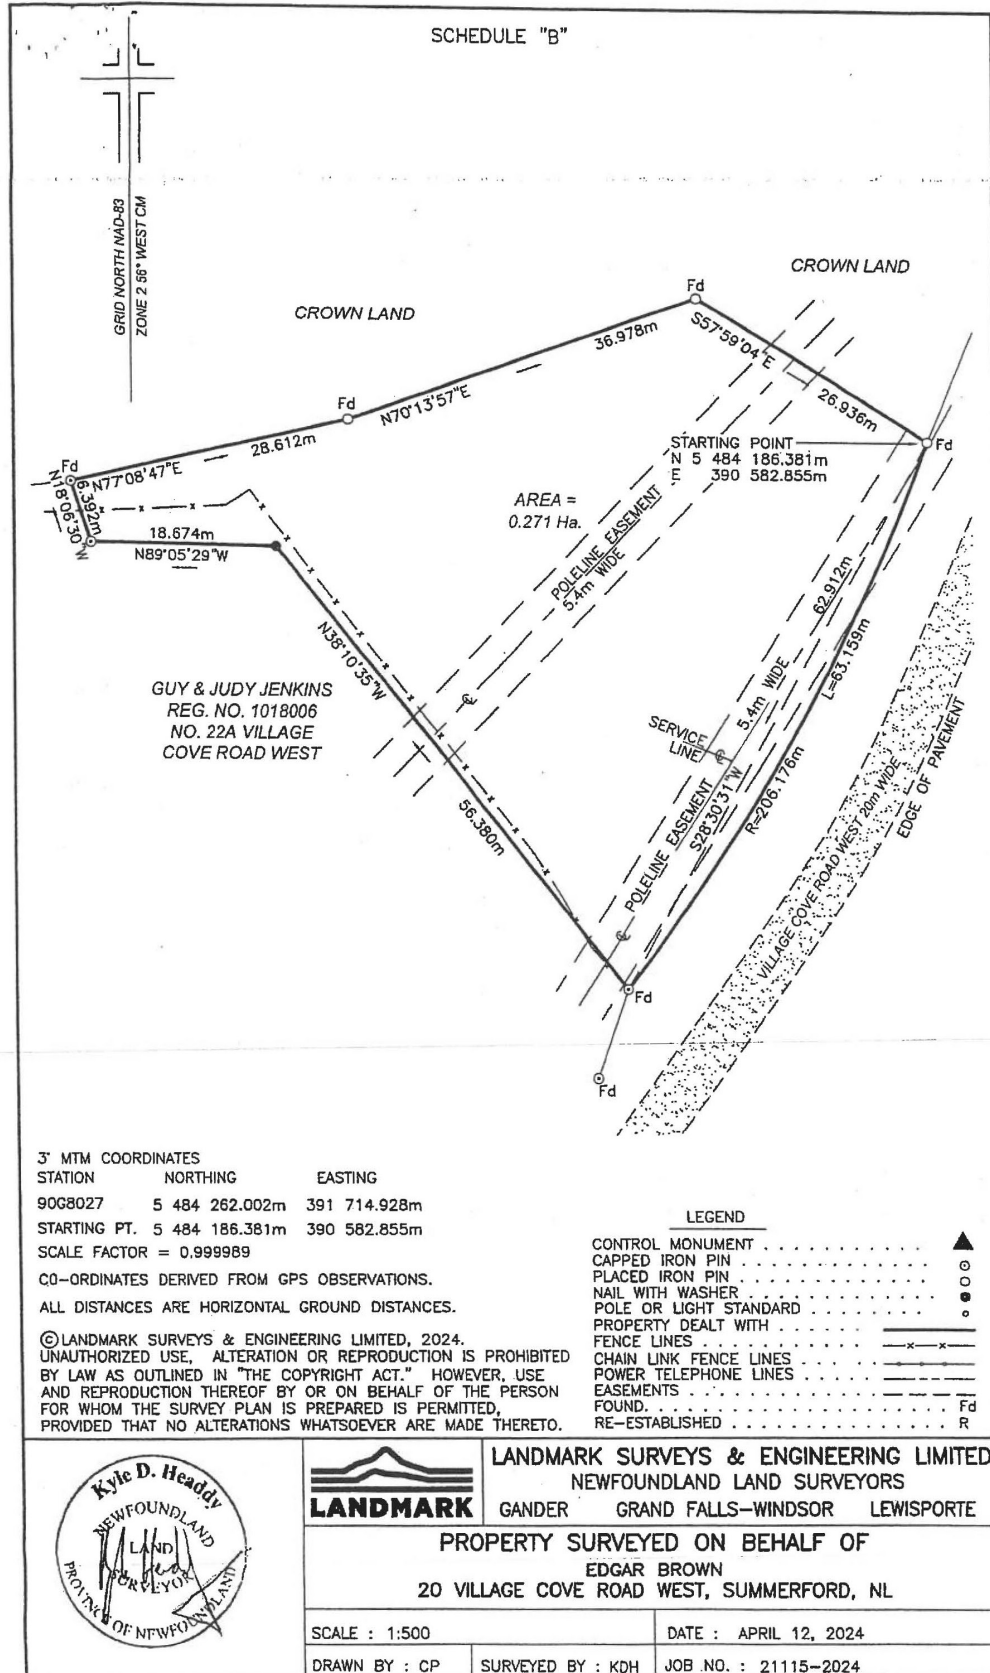 SCHEDULE "B"
GRID NORTH NAD-83
ZONE 2 56° WEST CM
CROWN LAND
CROWN LAND
Fd
36.978m
S57°59'04"E
N70°13'57"E
26.936m
Fd
28.612m
STARTING POINT
N 5 484 186.381m
E 390 582.855m
Fd
Fd
N77°08'47"E
N18°06'30"W
6.392m
18.674m
N89°05'29"W
AREA =
0.271 Ha.
POLELINE EASEMENT
5.4m WIDE
62.912m
L=63.159m
N38°10'35"W
GUY & JUDY JENKINS
REG. NO. 1018006
NO. 22A VILLAGE
COVE ROAD WEST
5.4m WIDE
SERVICE
LINE
S28°30'31"W
R=206.176m
POLELINE EASEMENT
VILLAGE COVE ROAD WEST 20m WIDE
EDGE OF PAVEMENT
56.380m
Fd
Fd
3° MTM COORDINATES
STATION NORTHING EASTING
90G8027 5 484 262.002m 391 714.928m
STARTING PT. 5 484 186.381m 390 582.855m
SCALE FACTOR = 0.999989
CO-ORDINATES DERIVED FROM GPS OBSERVATIONS.
ALL DISTANCES ARE HORIZONTAL GROUND DISTANCES.
©LANDMARK SURVEYS & ENGINEERING LIMITED, 2024.
UNAUTHORIZED USE, ALTERATION OR REPRODUCTION IS PROHIBITED
BY LAW AS OUTLINED IN "THE COPYRIGHT ACT." HOWEVER, USE
AND REPRODUCTION THEREOF BY OR ON BEHALF OF THE PERSON
FOR WHOM THE SURVEY PLAN IS PREPARED IS PERMITTED,
PROVIDED THAT NO ALTERATIONS WHATSOEVER ARE MADE THERETO.
LEGEND
CONTROL MONUMENT . . . . . . . . . . . .
CAPPED IRON PIN . . . . . . . . . . . . .
PLACED IRON PIN . . . . . . . . . . . . .
NAIL WITH WASHER . . . . . . . . . . . . .
POLE OR LIGHT STANDARD . . . . . . . .
PROPERTY DEALT WITH . . . . . .
FENCE LINES . . . . . . . . . . .
CHAIN LINK FENCE LINES . . . . .
POWER TELEPHONE LINES . . . . .
EASEMENTS . . . . . . . . . . . .
FOUND. . . . . . . . . . . . . . . . . . Fd
RE-ESTABLISHED . . . . . . . . . . . . . R
Kyle D. Headdy
NEWFOUNDLAND
LAND
SURVEYOR
PROVINCE OF NEWFOUNDLAND
LANDMARK
LANDMARK SURVEYS & ENGINEERING LIMITED
NEWFOUNDLAND LAND SURVEYORS
GANDER GRAND FALLS-WINDSOR LEWISPORTE
PROPERTY SURVEYED ON BEHALF OF
EDGAR BROWN
20 VILLAGE COVE ROAD WEST, SUMMERFORD, NL
SCALE : 1:500
DATE : APRIL 12, 2024
DRAWN BY : CP
SURVEYED BY : KDH
JOB NO. : 21115-2024